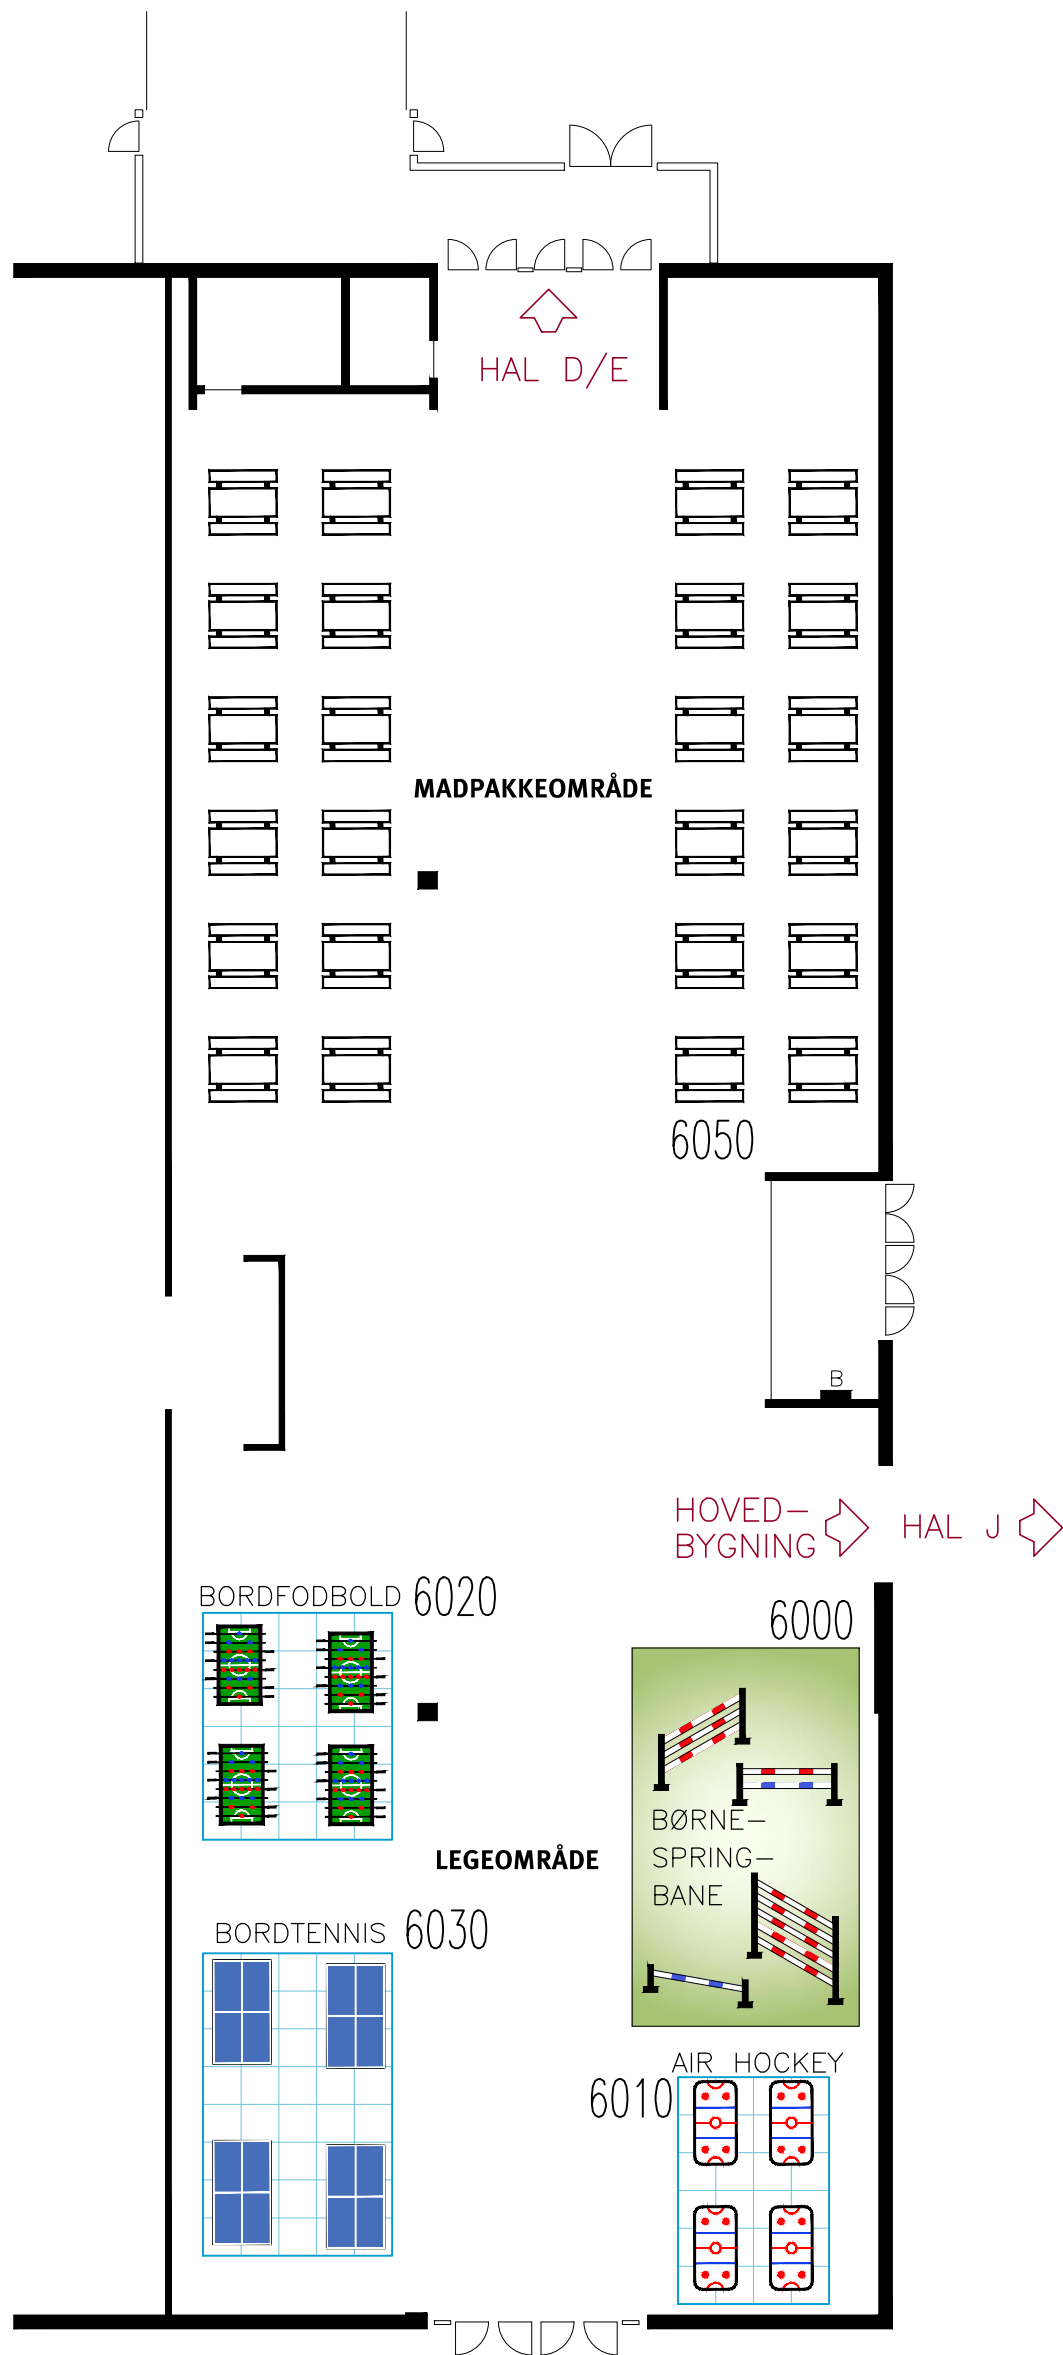 HAL D/E
MADPAKKEOMRÅDE
6050
B
HOVED-
BYGNING
HAL J
BORDFODBOLD
6020
6000
BØRNE-
SPRING-
BANE
LEGEOMRÅDE
BORDTENNIS
6030
AIR HOCKEY
6010